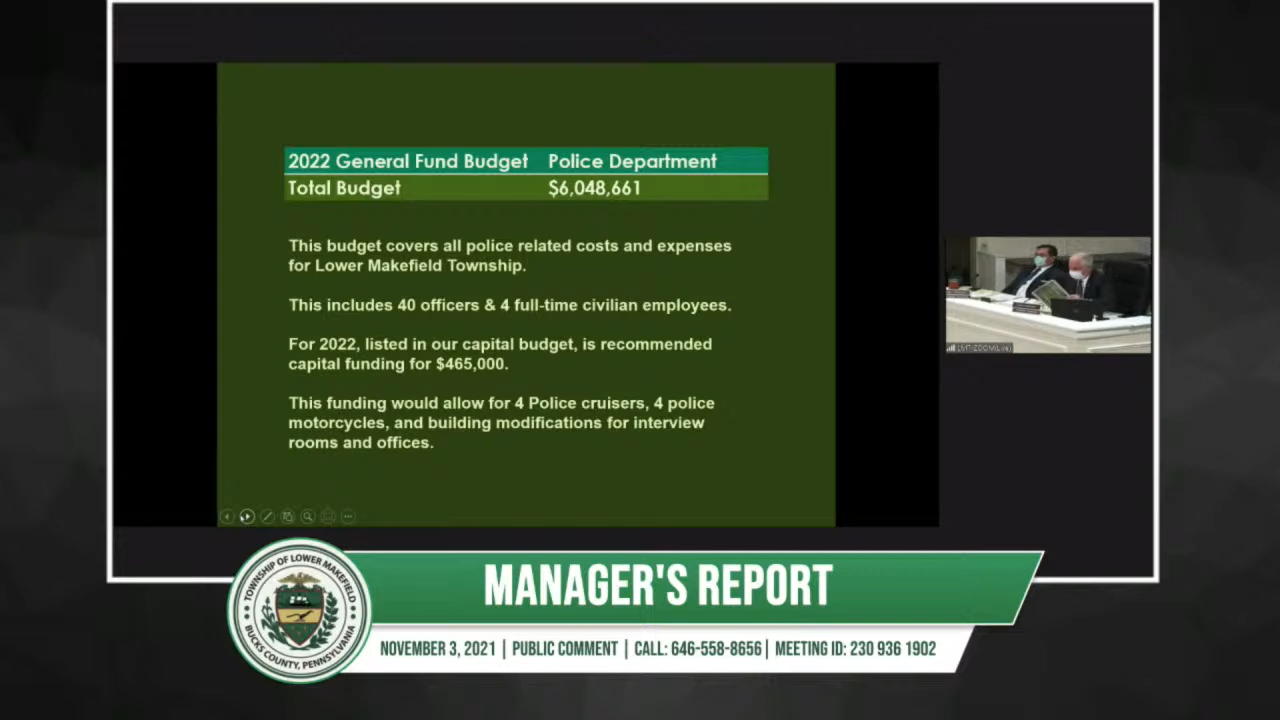 2022 General Fund Budget Police Department
Total Budget $6,048,661
This budget covers all police related costs and expenses
for Lower Makefield Township.
This includes 40 officers & 4 full-time civilian employees.
For 2022, listed in our capital budget, is recommended
capital funding for $465,000.
This funding would allow for 4 Police cruisers, 4 police
motorcycles, and building modifications for interview
rooms and offices.
TOWNSHIP OF LOWER MAKEFIELD
BUCKS COUNTY, PENNSYLVANIA
MANAGER'S REPORT
NOVEMBER 3, 2021 | PUBLIC COMMENT | CALL: 646-558-8656 | MEETING ID: 230 936 1902